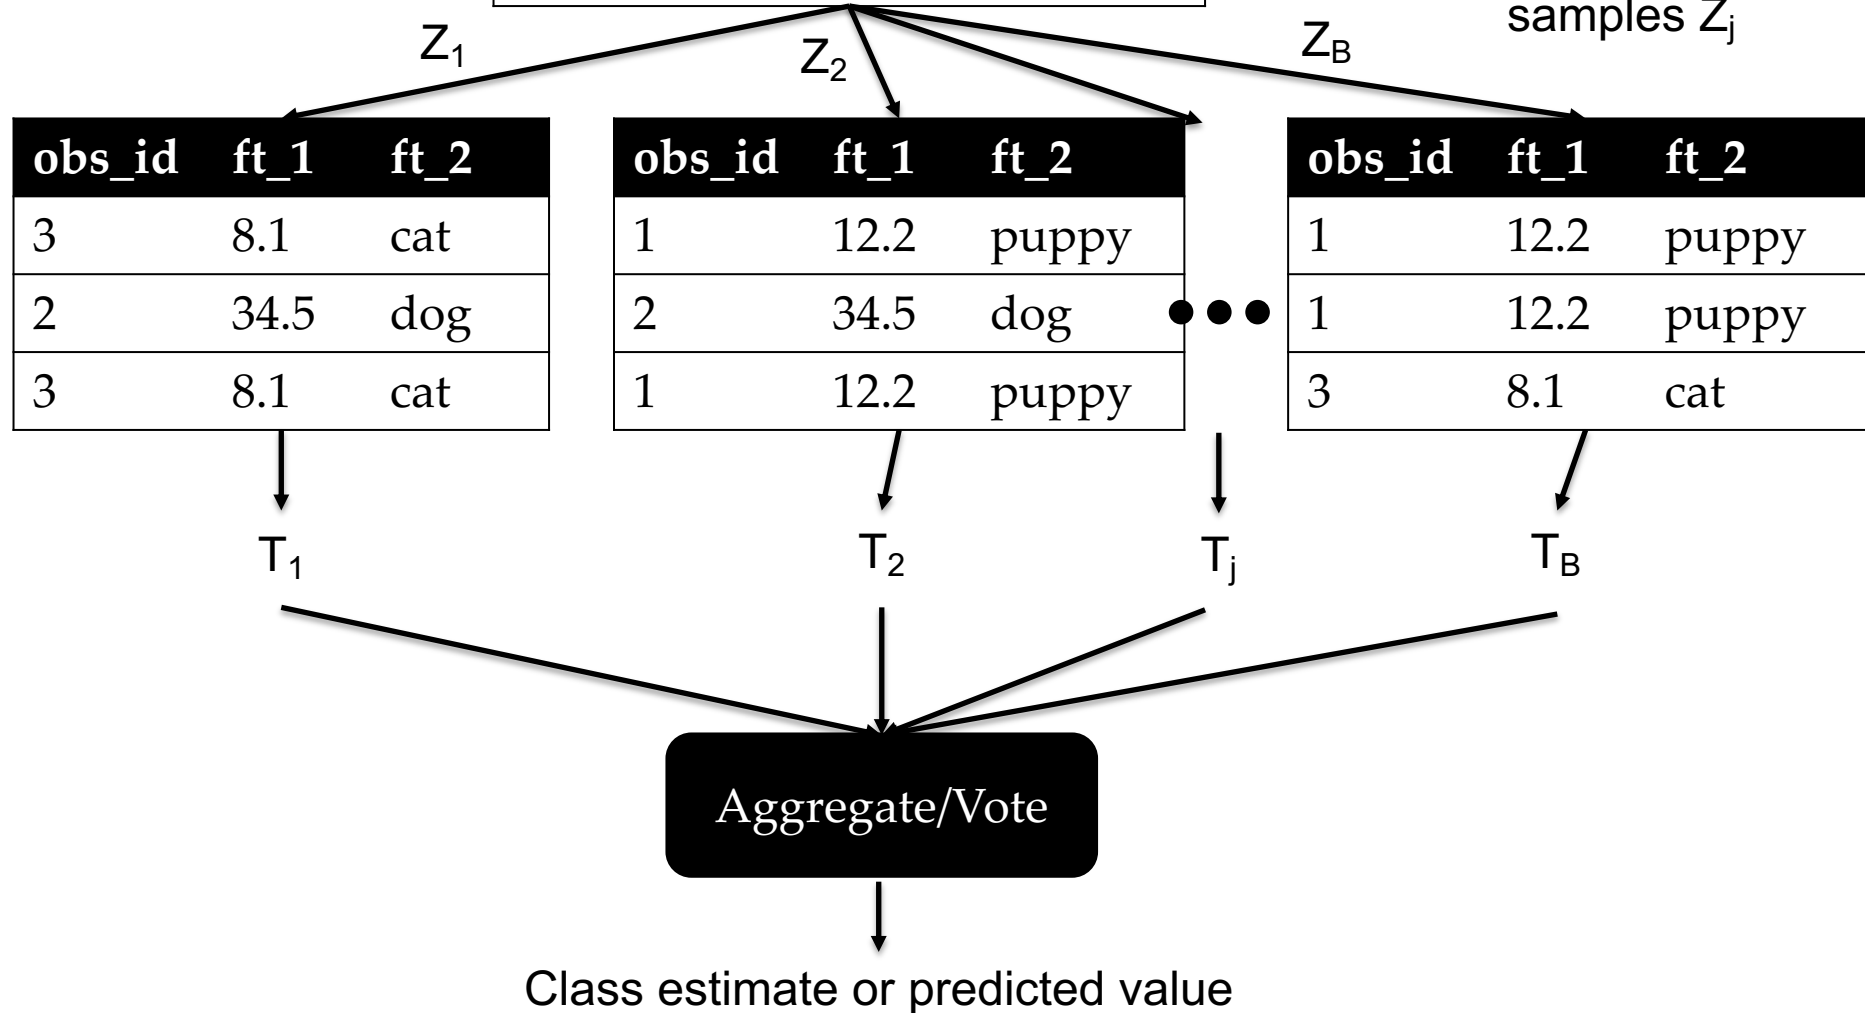 samples Zj
Z1
Z2
ZB
obs_id ft_1 ft_2
3 8.1 cat
2 34.5 dog
3 8.1 cat
obs_id ft_1 ft_2
1 12.2 puppy
2 34.5 dog
1 12.2 puppy
obs_id ft_1 ft_2
1 12.2 puppy
1 12.2 puppy
3 8.1 cat
T1
T2
Tj
TB
Aggregate/Vote
Class estimate or predicted value